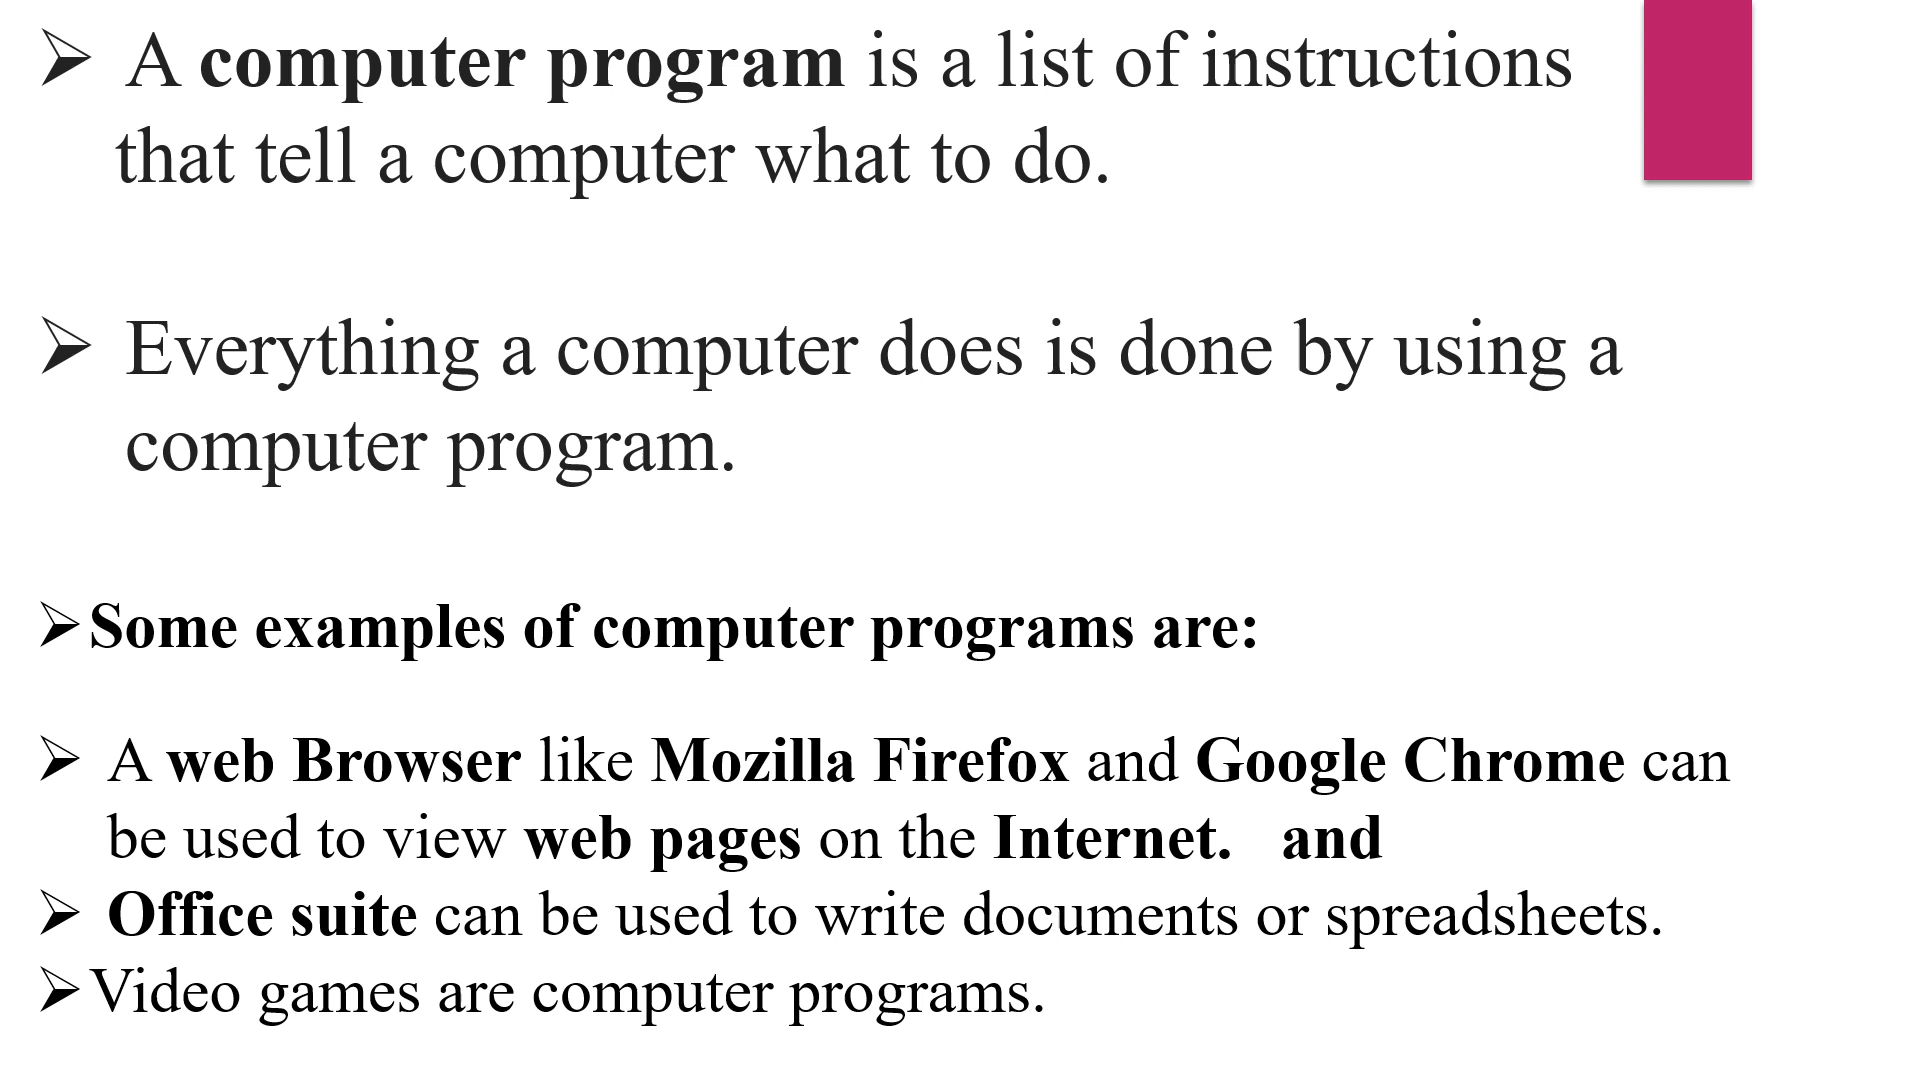 ➢ A computer program is a list of instructions
that tell a computer what to do.
➢ Everything a computer does is done by using a
computer program.
➢Some examples of computer programs are:
➢ A web Browser like Mozilla Firefox and Google Chrome can
be used to view web pages on the Internet.   and
➢ Office suite can be used to write documents or spreadsheets.
➢Video games are computer programs.